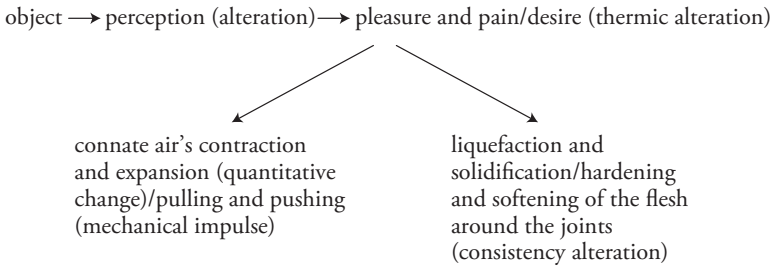 object → perception (alteration) → pleasure and pain/desire (thermic alteration)
connate air’s contraction
and expansion (quantitative
change)/pulling and pushing
(mechanical impulse)
liquefaction and
solidification/hardening
and softening of the flesh
around the joints
(consistency alteration)